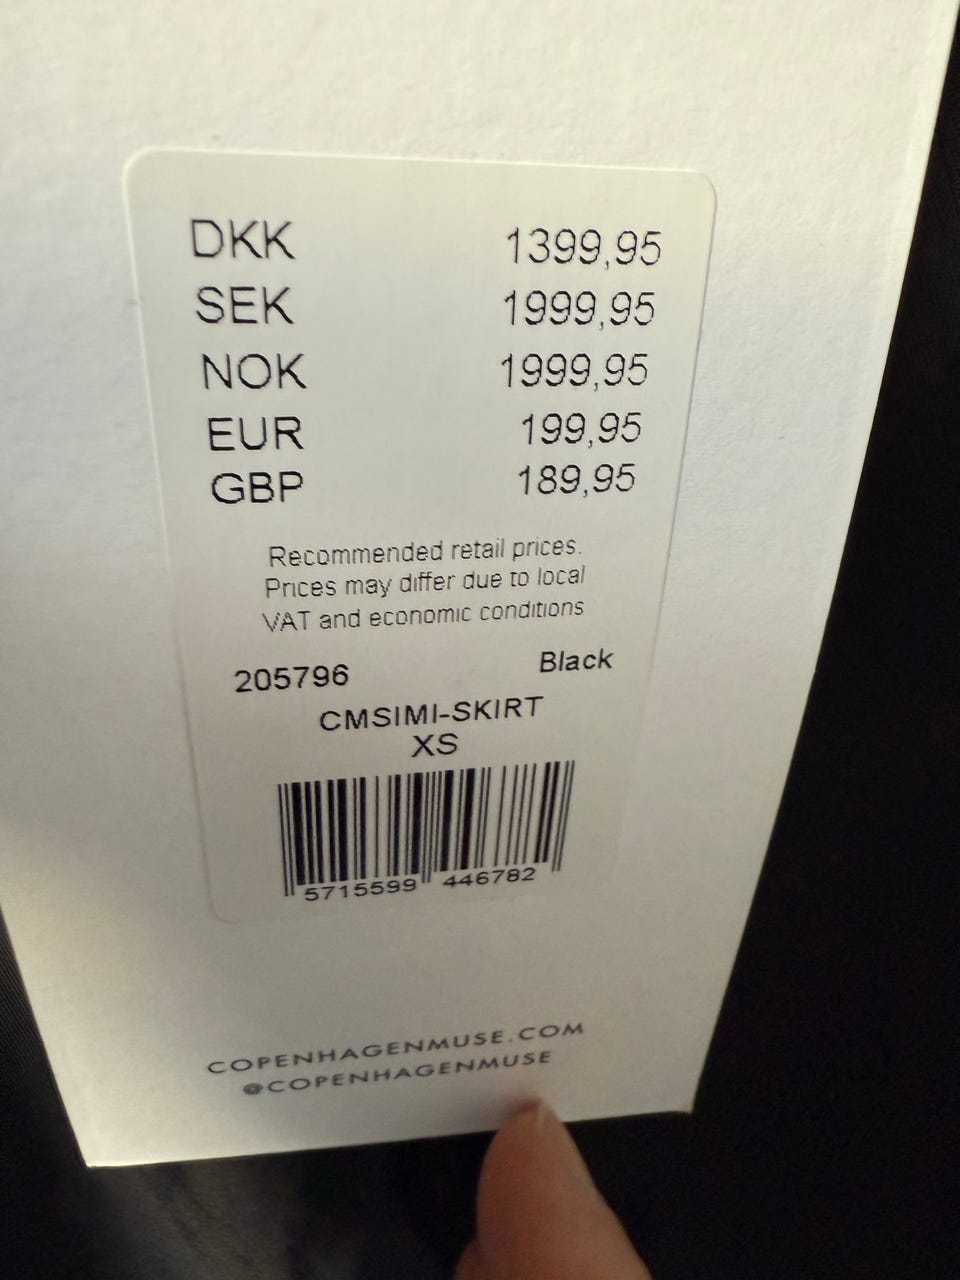 DKK 1399,95
SEK 1999,95
NOK 1999,95
EUR 199,95
GBP 189,95
Recommended retail prices.
Prices may differ due to local
VAT and economic conditions
205796 Black
CMSIMI-SKIRT
XS
5715599 446782
COPENHAGENMUSE.COM
@COPENHAGENMUSE